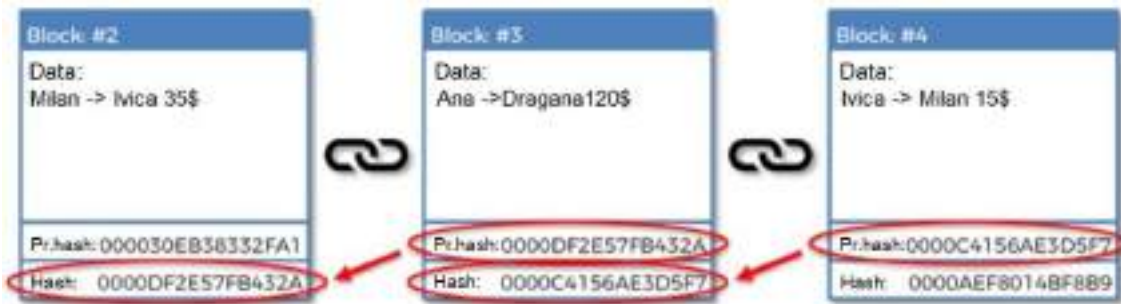 Block: #2
Data:
Milan -> Ivica 35$
Pr.hash: 000030EB38332FA1
Hash: 0000DF2E57FB432A
Block: #3
Data:
Ana ->Dragana120$
Pr.hash:0000DF2E57FB432A
Hash: 0000C4156AE3D5F7
Block: #4
Data:
Ivica -> Milan 15$
Pr.hash:0000C4156AE3D5F7
Hash: 0000AEF8014BF8B9